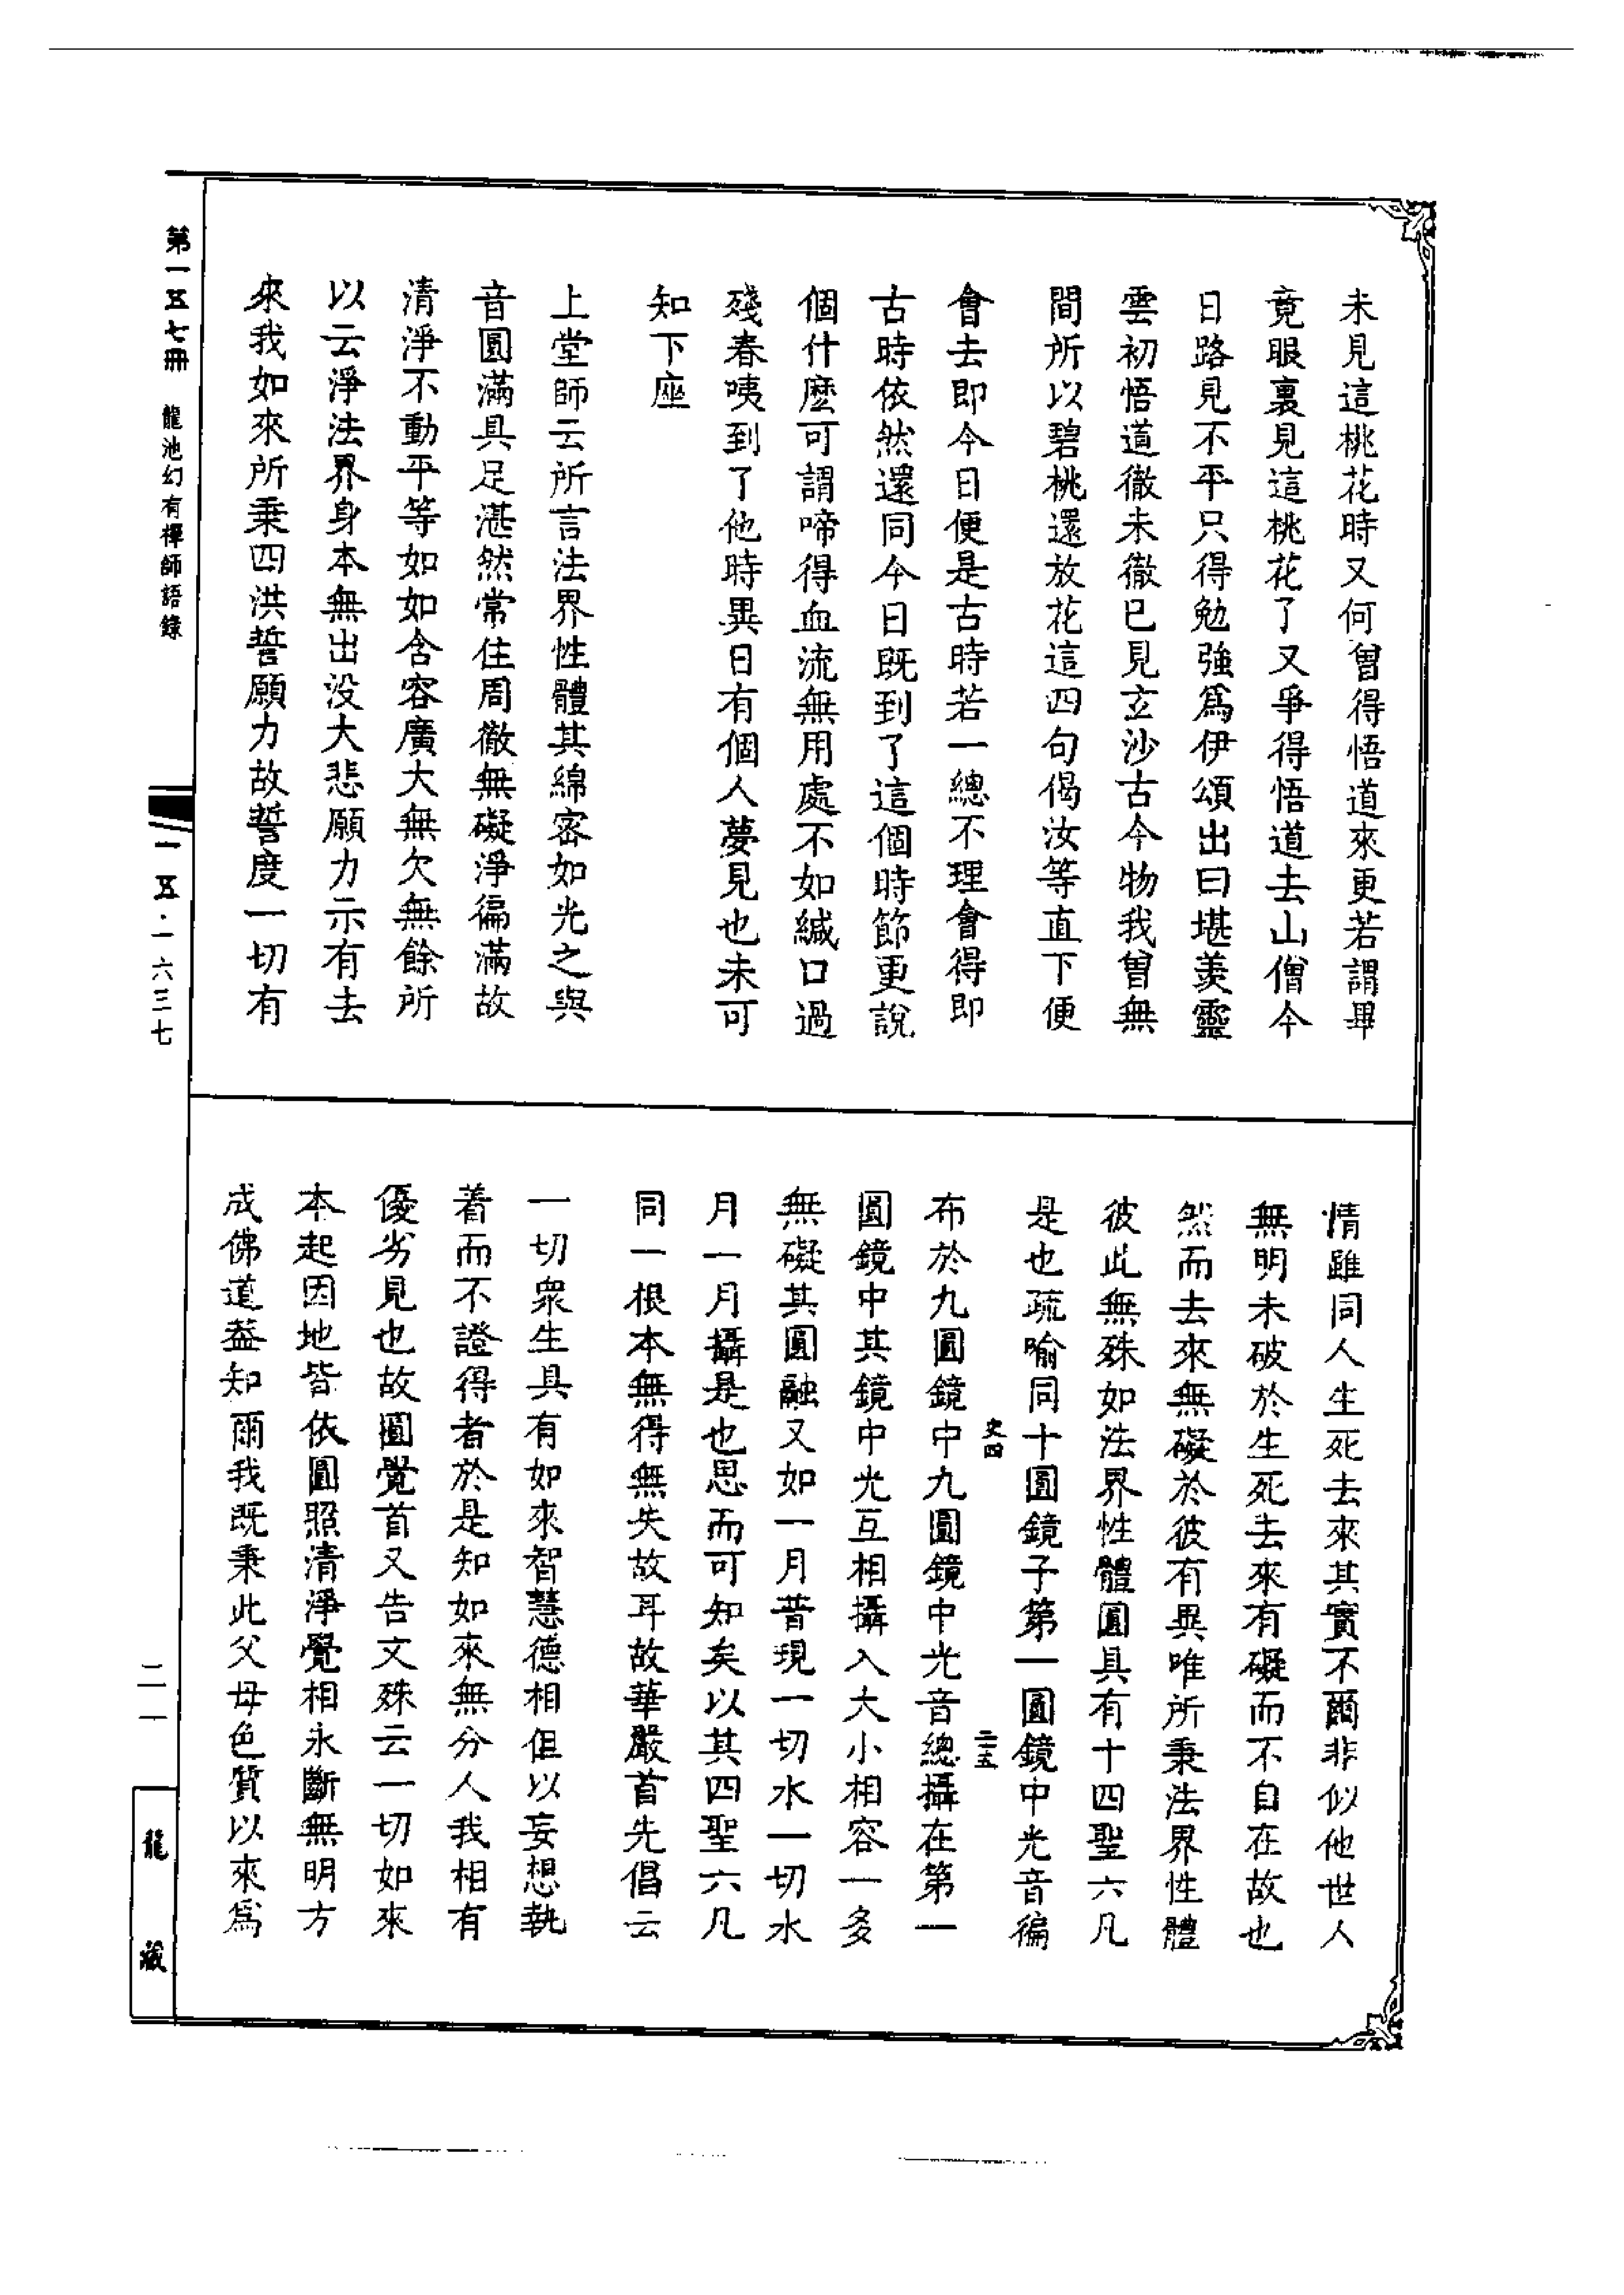 未見這桃花時又何曾得悟道來更若謂畢
竟眼裏見這桃花了又爭得悟道去山僧今
日路見不平只得勉強爲伊頌出曰堪羨靈
雲初悟道徹未徹已見玄沙古今物我曾無
間所以碧桃還放花這四句偈汝等直下便
會去即今日便是古時若一總不理會得即
古時依然還同今日既到了這個時節更說
個什麽可謂啼得血流無用處不如緘口過
殘春咦到了他時異日有個人夢見也未可
知下座
上堂師云所言法界性體其綿密如光之與
音圓滿具足湛然常住周徹無礙淨徧滿故
清淨不動平等如如含容廣大無欠無餘所
以云淨法界身本無出没大悲願力示有去
來我如來所秉四洪誓願力故誓度一切有
情雖同人生死去來其實不爾非似他世人
無明未破於生死去來有礙而不自在故也
然而去來無礙於彼有異唯所秉法界性體
彼此無殊如法界性體圓具有十四聖六凡
是也疏喻同十圓鏡子第一圓鏡中光音徧
史四
二五
布於九圓鏡中九圓鏡中光音總攝在第一
圓鏡中其鏡中光互相攝入大小相容一多
無礙其圓融又如一月普現一切水一切水
月一月攝是也思而可知矣以其四聖六凡
同一根本無得無失故耳故華嚴首先倡云
一切衆生具有如來智慧德相但以妄想執
着而不證得者於是知如來無分人我相有
優劣見也故圓覺首又告文殊云一切如來
本起因地皆依圓照清淨覺相永斷無明方
成佛道葢知爾我既秉此父母色質以來爲
第一五七冊 龍池幻有禪師語錄
一五·一六三七
二一
龍藏